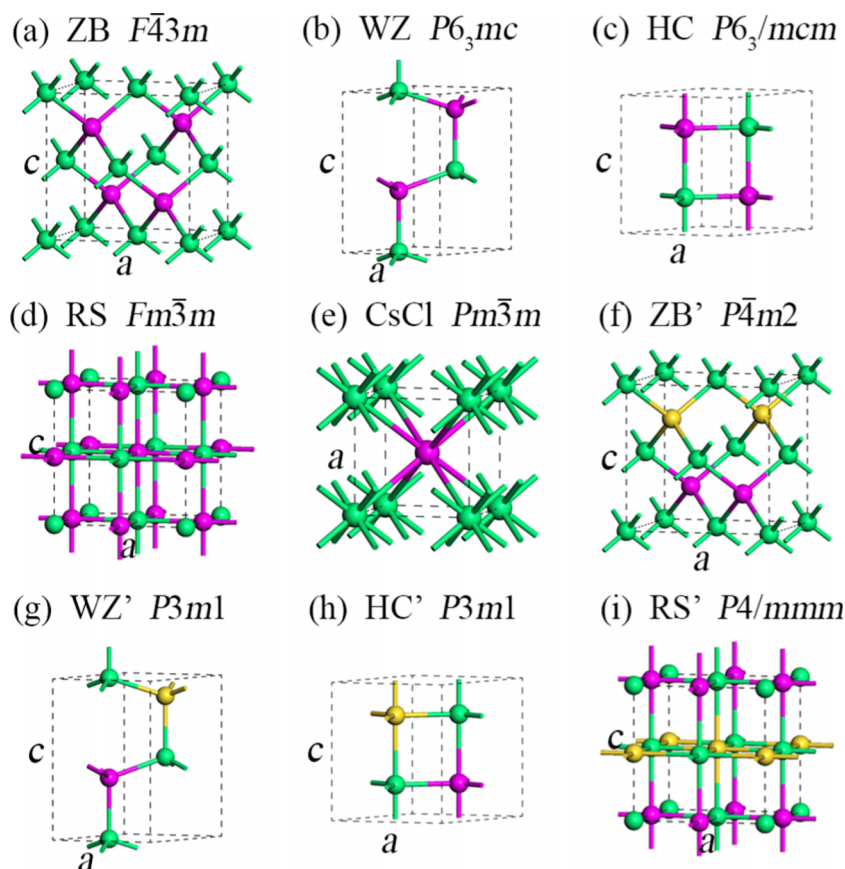 (a) ZB F4̅3m
(b) WZ P6₃mc
(c) HC P6₃/mcm
c
a
c
a
c
a
(d) RS Fm3̅m
(e) CsCl Pm3̅m
(f) ZB’ P4̅m2
c
a
a
c
a
(g) WZ’ P3m1
(h) HC’ P3m1
(i) RS’ P4/mmm
c
a
c
a
c
a